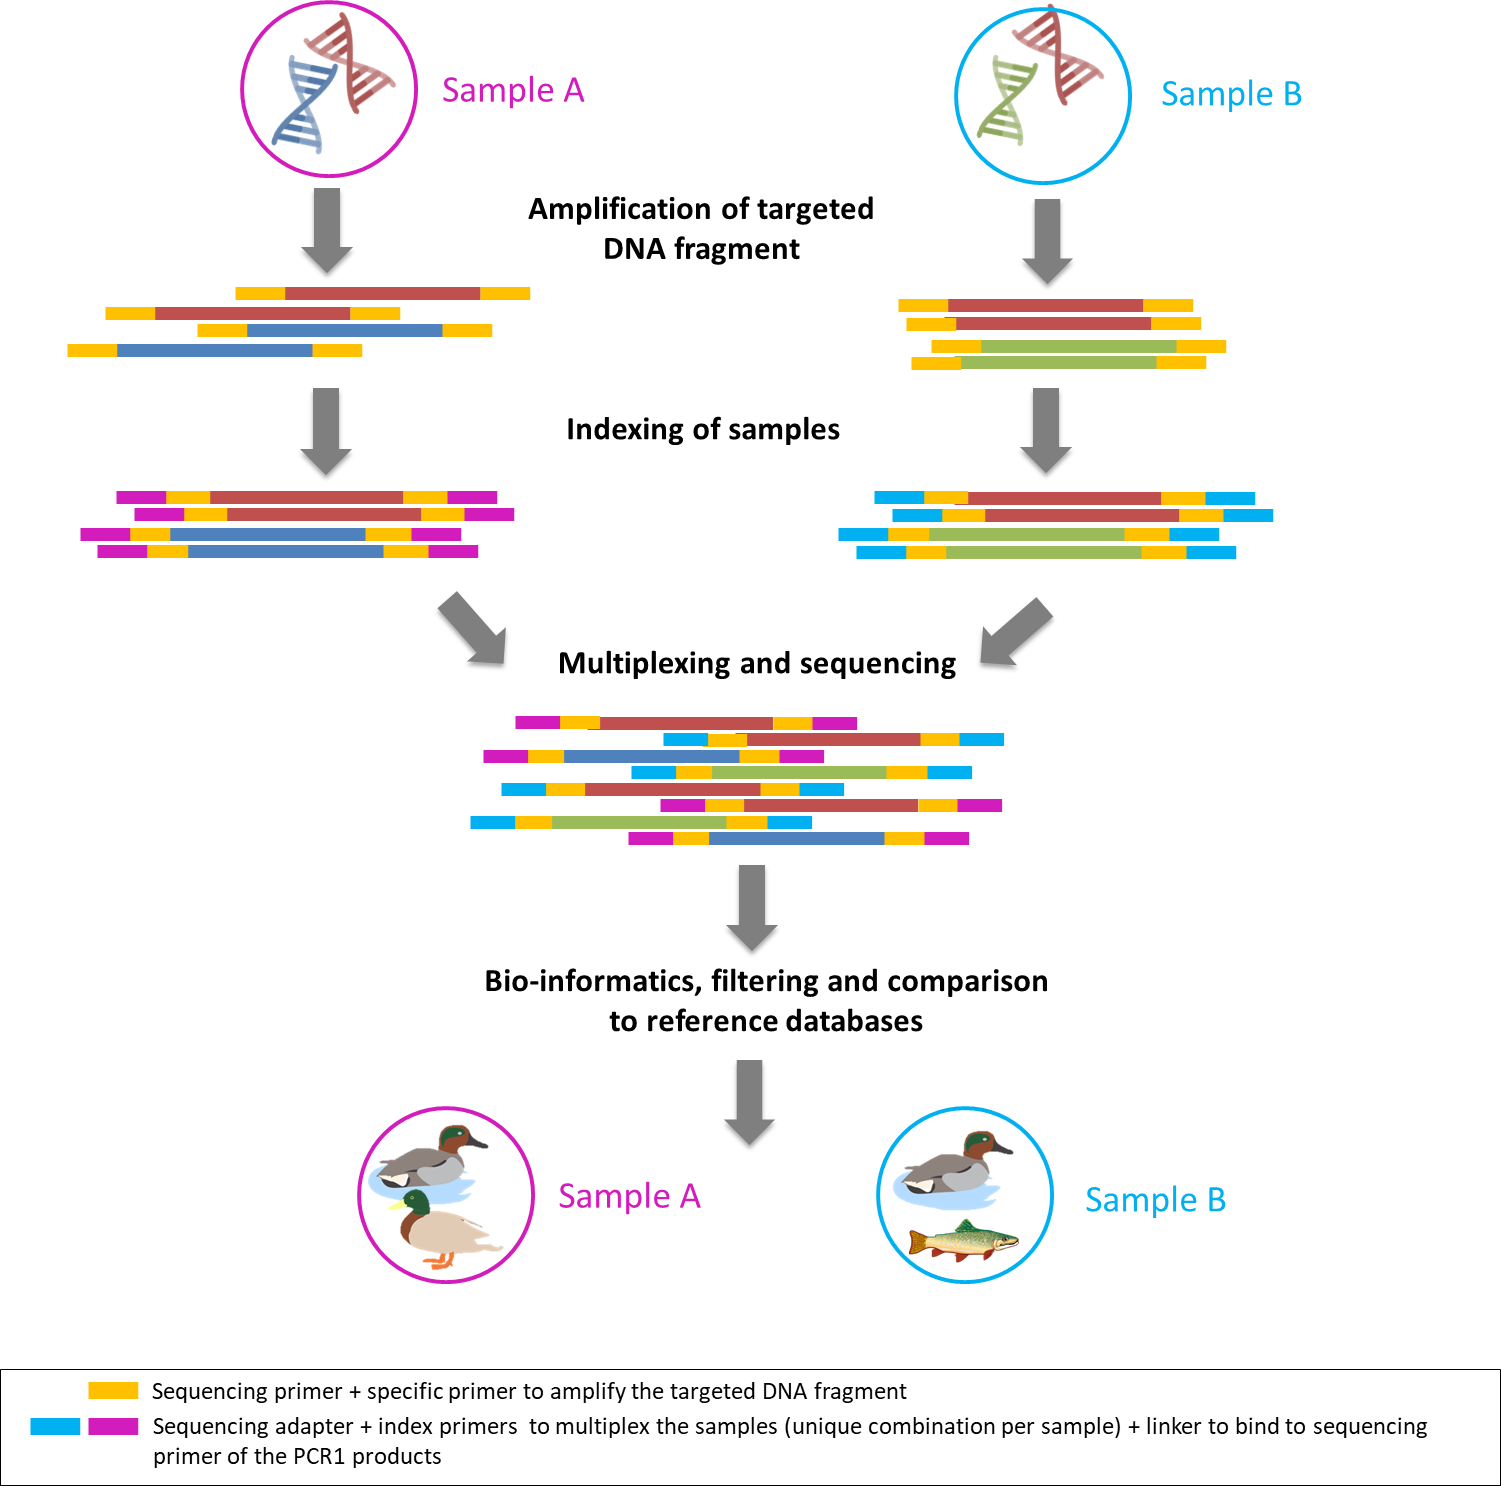 Sample A
Sample B
Amplification of targeted
DNA fragment
Indexing of samples
Multiplexing and sequencing
Bio-informatics, filtering and comparison
to reference databases
Sample A
Sample B
Sequencing primer + specific primer to amplify the targeted DNA fragment
Sequencing adapter + index primers to multiplex the samples (unique combination per sample) + linker to bind to sequencing
primer of the PCR1 products